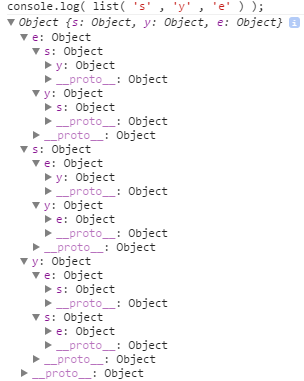 console.log( list( 's' , 'y' , 'e' ) );
▼Object {s: Object, y: Object, e: Object} i
▼e: Object
▼s: Object
▶y: Object
▶__proto__: Object
▼y: Object
▶s: Object
▶__proto__: Object
▶__proto__: Object
▼s: Object
▼e: Object
▶y: Object
▶__proto__: Object
▼y: Object
▶e: Object
▶__proto__: Object
▶__proto__: Object
▼y: Object
▼e: Object
▶s: Object
▶__proto__: Object
▼s: Object
▶e: Object
▶__proto__: Object
▶__proto__: Object
▶__proto__: Object